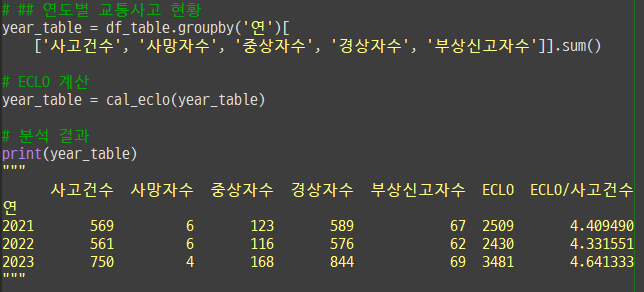 # ## 연도별 교통사고 현황
year_table = df_table.groupby('연')[
    ['사고건수', '사망자수', '중상자수', '경상자수', '부상신고자수']].sum()
# ECLO 계산
year_table = cal_eclo(year_table)
# 분석 결과
print(year_table)
"""
      사고건수  사망자수  중상자수  경상자수  부상신고자수  ECLO  ECLO/사고건수
연
2021   569     6   123   589      67  2509   4.409490
2022   561     6   116   576      62  2430   4.331551
2023   750     4   168   844      69  3481   4.641333
"""